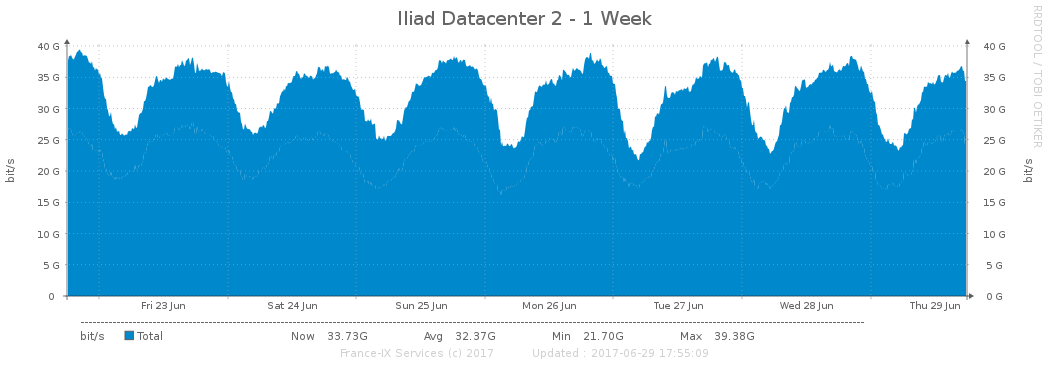 Iliad Datacenter 2 - 1 Week
RRDTOOL / TOBI OETIKER
40 G 40 G
35 G 35 G
30 G 30 G
25 G 25 G
20 G 20 G
15 G 15 G
10 G 10 G
5 G 5 G
0 0 G
bit/s
bit/s
Fri 23 Jun Sat 24 Jun Sun 25 Jun Mon 26 Jun Tue 27 Jun Wed 28 Jun Thu 29 Jun
bit/s Total Now 33.73G Avg 32.37G Min 21.70G Max 39.38G
France-IX Services (c) 2017 Updated : 2017-06-29 17:55:09